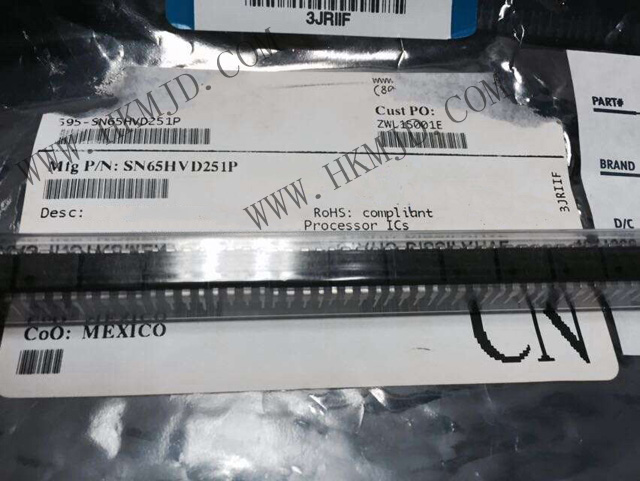 3JRIIF
595-SN65HVD251P
Cust PO:
ZWL15001E
Mfg P/N: SN65HVD251P
Desc:
RoHS: compliant
Processor ICs
3JRIIF
CoO: MEXICO
CN
PART#
BRAND
D/C
WWW.HKMJD.COM
WWW.HKMJD.COM